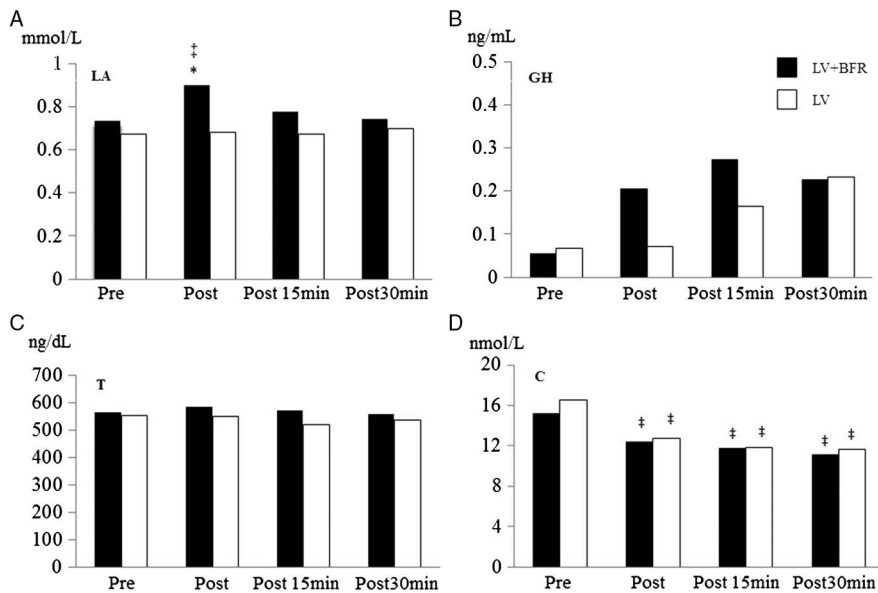 A
mmol/L
LA
‡
*
1
0.8
0.6
0.4
0.2
0
Pre Post Post 15min Post30min
B
ng/mL
GH
LV+BFR
LV
0.5
0.4
0.3
0.2
0.1
0
Pre Post Post 15min Post30min
C
ng/dL
T
700
600
500
400
300
200
100
0
Pre Post Post 15min Post30min
D
nmol/L
C
20
16
12
8
4
0
‡ ‡ ‡ ‡ ‡ ‡
Pre Post Post 15min Post30min